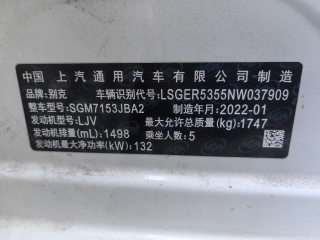 中国 上汽通用汽车有限公司制造
品牌:别克 车辆识别代号:LSGER5355NW037909
整车型号:SGM7153JBA2 制造年月:2022-01
发动机型号:LJV 最大允许总质量(kg):1747
发动机排量(mL):1498 乘坐人数:5
发动机最大净功率(kW):132